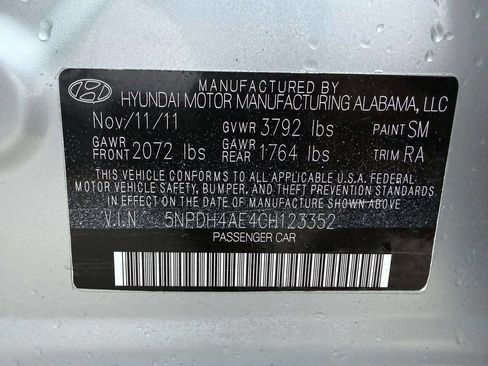 MANUFACTURED BY
HYUNDAI MOTOR MANUFACTURING ALABAMA, LLC
Nov/11/11 GVWR 3792 lbs PAINT SM
GAWR FRONT 2072 lbs GAWR REAR 1764 lbs TRIM RA
THIS VEHICLE CONFORMS TO ALL APPLICABLE U.S.A. FEDERAL
MOTOR VEHICLE SAFETY, BUMPER, AND THEFT PREVENTION STANDARDS
IN EFFECT ON THE DATE OF MANUFACTURE SHOWN ABOVE
V.I.N. : 5NPDH4AE4CH123352
PASSENGER CAR